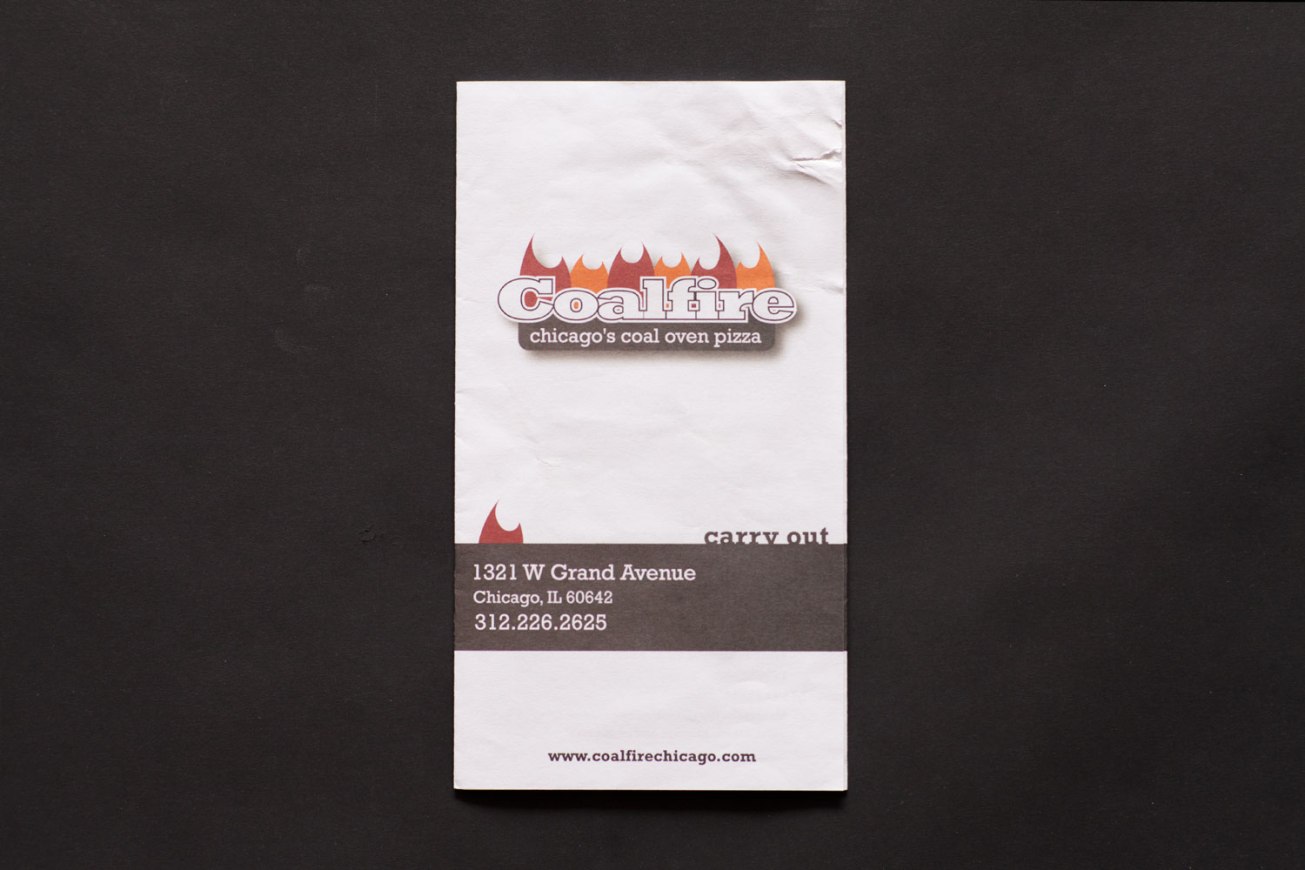 Coalfire
chicago's coal oven pizza
carry out
1321 W Grand Avenue
Chicago, IL 60642
312.226.2625
www.coalfirechicago.com